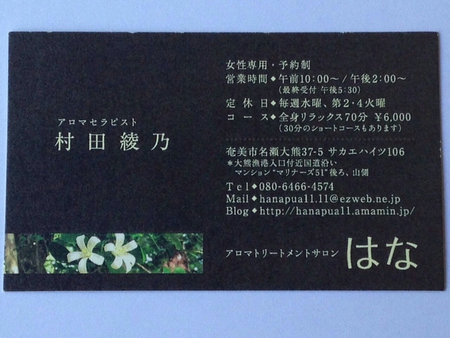 アロマセラピスト
村田綾乃
女性専用・予約制
営業時間◆午前10:00〜/午後2:00〜
(最終受付 午後5:30)
定休日◆毎週水曜、第2・4火曜
コース◆全身リラックス70分 ¥6,000
(30分のショートコースもあります)
奄美市名瀬大熊37-5 サカエハイツ106
*大熊漁港入口付近国道沿い
マンション“マリナーズ51”後ろ、山側
Tel◆080-6466-4574
Mail◆hanapua11.11@ezweb.ne.jp
Blog◆http://hanapua11.amamin.jp/
アロマトリートメントサロン はな